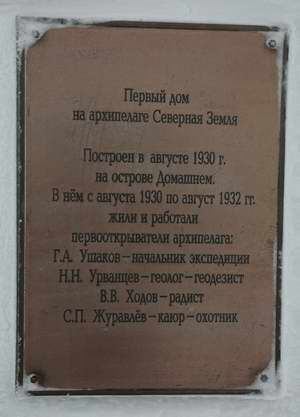 Первый дом
на архипелаге Северная Земля
Построен в августе 1930 г.
на острове Домашнем.
В нём с августа 1930 по август 1932 гг.
жили и работали
первооткрыватели архипелага:
Г.А. Ушаков – начальник экспедиции
Н.Н. Урванцев – геолог – геодезист
В.В. Ходов – радист
С.П. Журавлёв – каюр – охотник